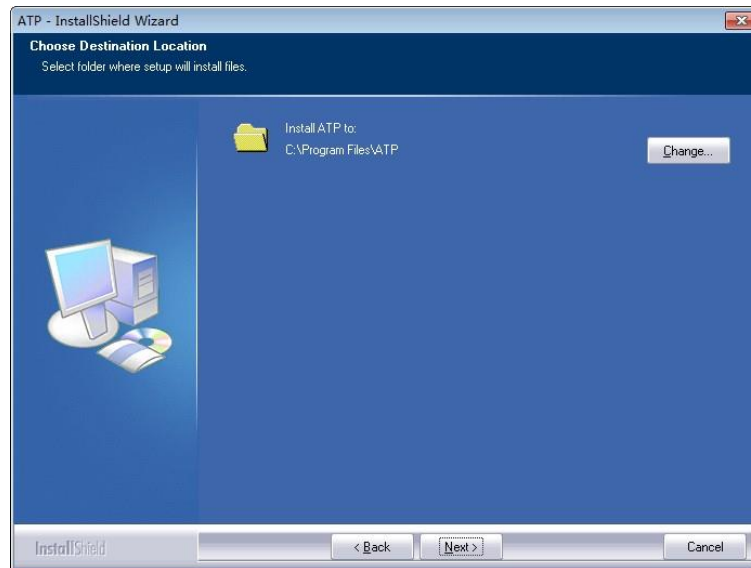 ATP - InstallShield Wizard
Choose Destination Location
Select folder where setup will install files.
Install ATP to:
C:\Program Files\ATP
Change...
InstallShield
< Back
Next >
Cancel